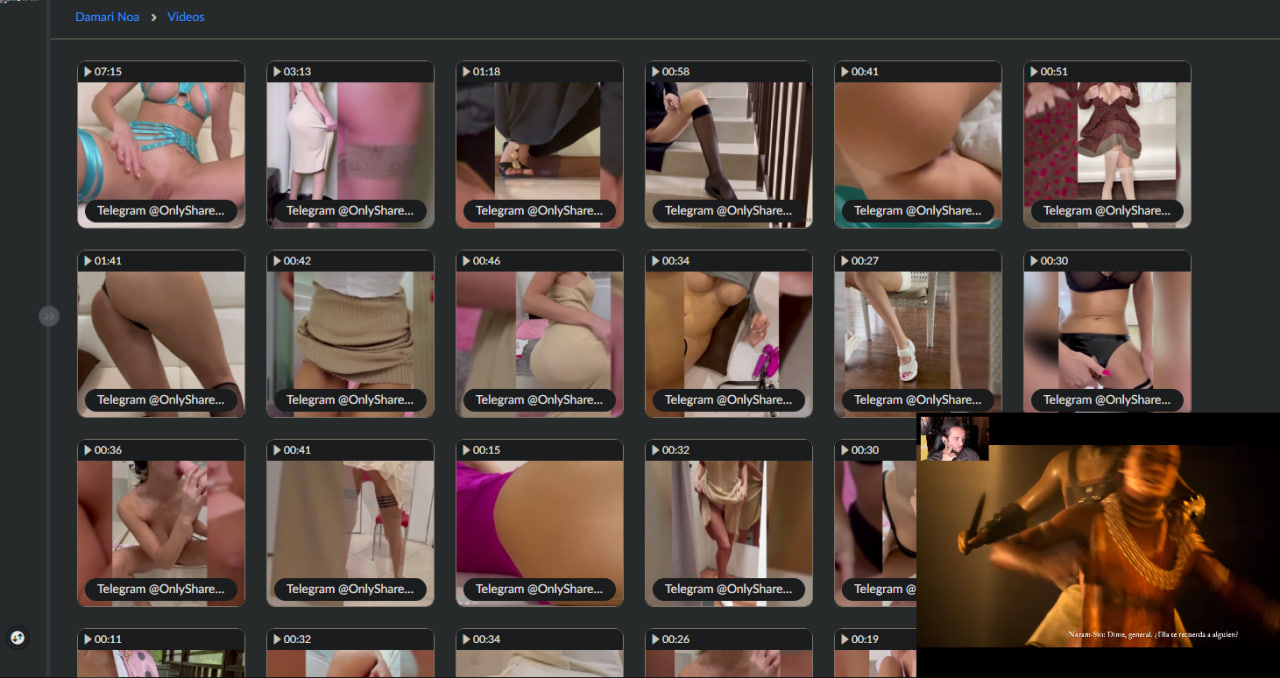 Damari Noa > Videos
07:15
03:13
01:18
00:58
00:41
00:51
Telegram @OnlyShare...
Telegram @OnlyShare...
Telegram @OnlyShare...
Telegram @OnlyShare...
Telegram @OnlyShare...
Telegram @OnlyShare...
01:41
00:42
00:46
00:34
00:27
00:30
Telegram @OnlyShare...
Telegram @OnlyShare...
Telegram @OnlyShare...
Telegram @OnlyShare...
Telegram @OnlyShare...
Telegram @OnlyShare...
00:36
00:41
00:15
00:32
00:30
Telegram @OnlyShare...
Telegram @OnlyShare...
Telegram @OnlyShare...
Telegram @OnlyShare...
Telegram @
Naram-Sin: Dime, general. ¿Ella te recuerda a alguien?
00:11
00:32
00:34
00:26
00:19